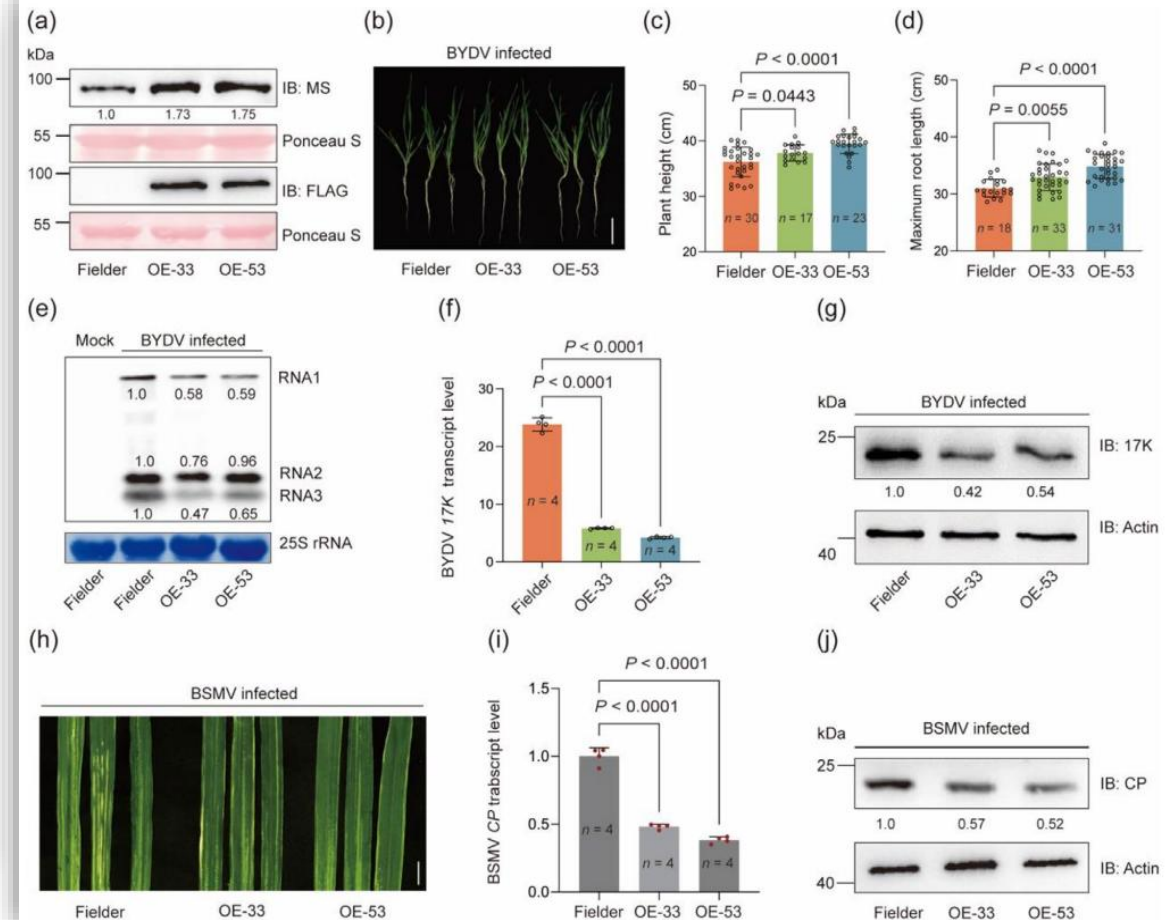 (a)
kDa
100
IB: MS
1.0 1.73 1.75
55
Ponceau S
100
IB: FLAG
55
Ponceau S
Fielder OE-33 OE-53
(b)
BYDV infected
Fielder OE-33 OE-53
(c)
Plant height (cm)
P < 0.0001
P = 0.0443
50
40
30
20
n = 30 n = 17 n = 23
Fielder OE-33 OE-53
(d)
Maximum root length (cm)
P < 0.0001
P = 0.0055
50
40
30
20
n = 18 n = 33 n = 31
Fielder OE-33 OE-53
(e)
Mock BYDV infected
RNA1
1.0 0.58 0.59
1.0 0.76 0.96
RNA2
RNA3
1.0 0.47 0.65
25S rRNA
Fielder Fielder OE-33 OE-53
(f)
BYDV 17K transcript level
P < 0.0001
P < 0.0001
30
20
10
0
n = 4 n = 4 n = 4
Fielder OE-33 OE-53
(g)
kDa
BYDV infected
25
IB: 17K
1.0 0.42 0.54
IB: Actin
40
Fielder OE-33 OE-53
(h)
BSMV infected
Fielder OE-33 OE-53
(i)
BSMV CP trabscript level
P < 0.0001
P < 0.0001
1.5
1.0
0.5
0.0
n = 4 n = 4 n = 4
Fielder OE-33 OE-53
(j)
BSMV infected
kDa
25
IB: CP
1.0 0.57 0.52
IB: Actin
40
Fielder OE-33 OE-53